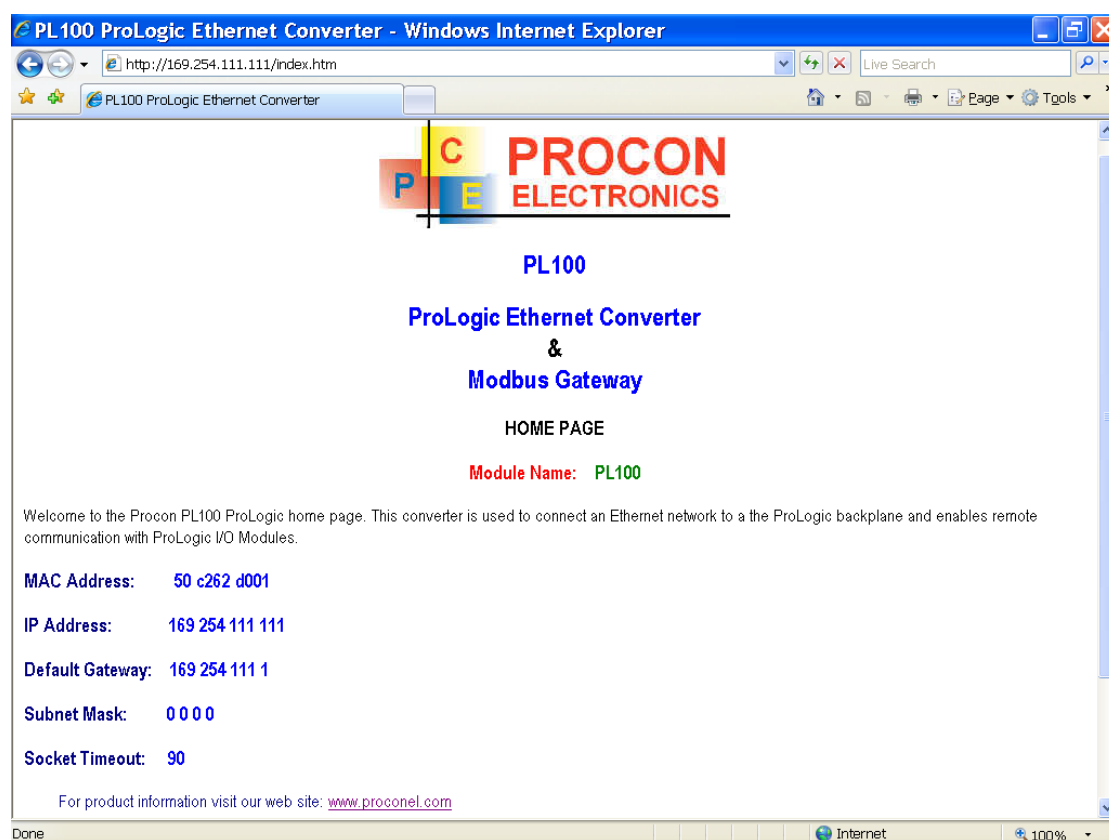 PL100 ProLogic Ethernet Converter - Windows Internet Explorer
http://169.254.111.111/index.htm
Live Search
PL100 ProLogic Ethernet Converter
Page
Tools
P C E
PROCON
ELECTRONICS
PL100
ProLogic Ethernet Converter
&
Modbus Gateway
HOME PAGE
Module Name: PL100
Welcome to the Procon PL100 ProLogic home page. This converter is used to connect an Ethernet network to a the ProLogic backplane and enables remote
communication with ProLogic I/O Modules.
MAC Address: 50 c262 d001
IP Address: 169 254 111 111
Default Gateway: 169 254 111 1
Subnet Mask: 0 0 0 0
Socket Timeout: 90
For product information visit our web site: www.proconel.com
Done
Internet
100%